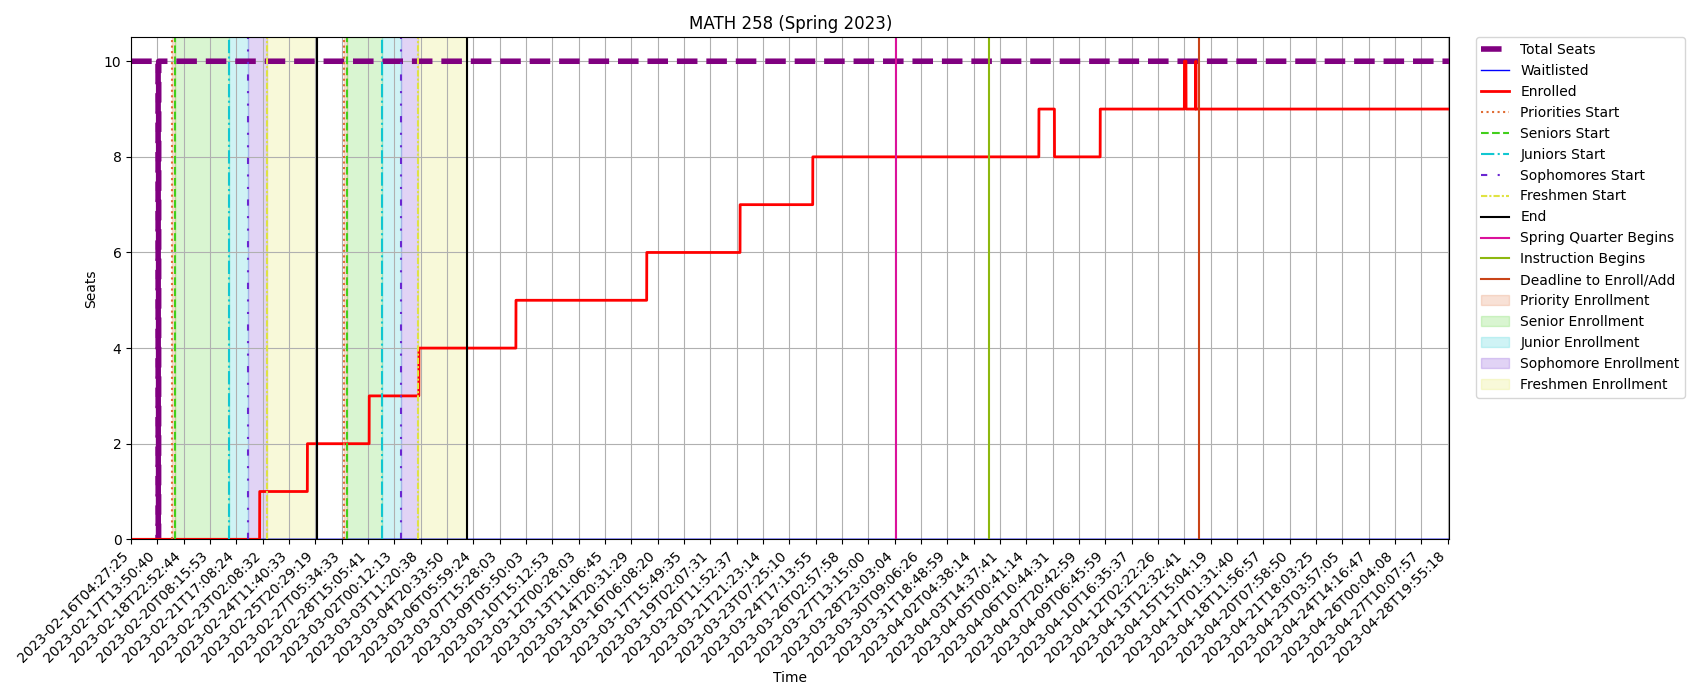 MATH 258 (Spring 2023)
Seats
10
8
6
4
2
0
2023-02-16T04:27:25
2023-02-17T13:50:40
2023-02-18T22:52:44
2023-02-20T08:15:53
2023-02-21T17:08:24
2023-02-23T02:08:32
2023-02-24T11:40:33
2023-02-25T20:29:19
2023-02-27T05:34:33
2023-02-28T15:05:41
2023-03-02T00:12:13
2023-03-03T11:20:38
2023-03-04T20:33:50
2023-03-06T05:59:24
2023-03-07T15:28:03
2023-03-09T05:50:03
2023-03-10T15:12:53
2023-03-12T00:28:03
2023-03-13T11:06:45
2023-03-14T20:31:29
2023-03-16T06:08:20
2023-03-17T15:49:35
2023-03-19T02:07:31
2023-03-20T11:52:37
2023-03-21T21:23:14
2023-03-23T07:25:10
2023-03-24T17:13:55
2023-03-26T02:57:58
2023-03-27T13:15:00
2023-03-28T23:03:04
2023-03-30T09:06:26
2023-03-31T18:48:59
2023-04-02T04:38:14
2023-04-03T14:37:41
2023-04-05T00:41:14
2023-04-06T10:44:31
2023-04-07T20:42:59
2023-04-09T06:45:59
2023-04-10T16:35:37
2023-04-12T02:22:26
2023-04-13T12:32:41
2023-04-15T15:04:19
2023-04-17T01:31:40
2023-04-18T11:56:57
2023-04-20T07:58:50
2023-04-21T18:03:25
2023-04-23T03:57:05
2023-04-24T14:16:47
2023-04-26T00:04:08
2023-04-27T10:07:57
2023-04-28T19:55:18
Time
Total Seats
Waitlisted
Enrolled
Priorities Start
Seniors Start
Juniors Start
Sophomores Start
Freshmen Start
End
Spring Quarter Begins
Instruction Begins
Deadline to Enroll/Add
Priority Enrollment
Senior Enrollment
Junior Enrollment
Sophomore Enrollment
Freshmen Enrollment